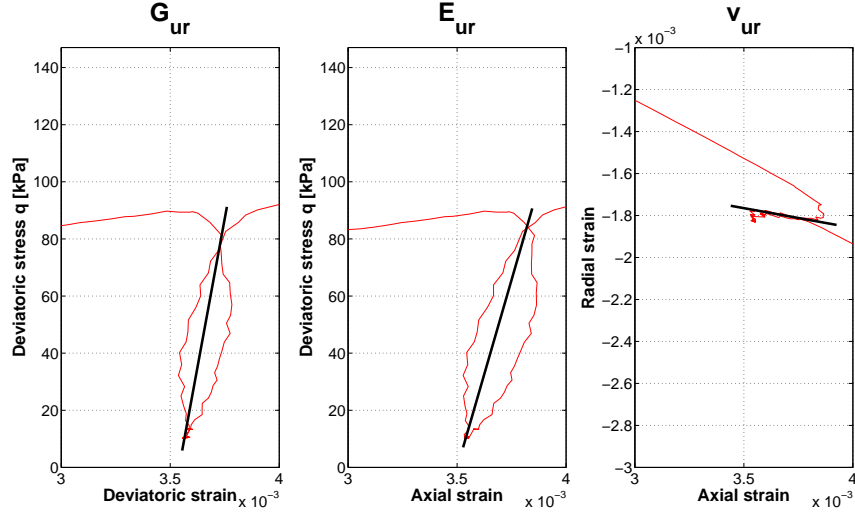 G_ur
140
120
100
80
60
40
20
0
3
3.5
4
Deviatoric stress q [kPa]
Deviatoric strain
x 10^-3
E_ur
140
120
100
80
60
40
20
0
3
3.5
4
Deviatoric stress q [kPa]
Axial strain
x 10^-3
ν_ur
x 10^-3
−1
−1.2
−1.4
−1.6
−1.8
−2
−2.2
−2.4
−2.6
−2.8
−3
3
3.5
4
Radial strain
Axial strain
x 10^-3